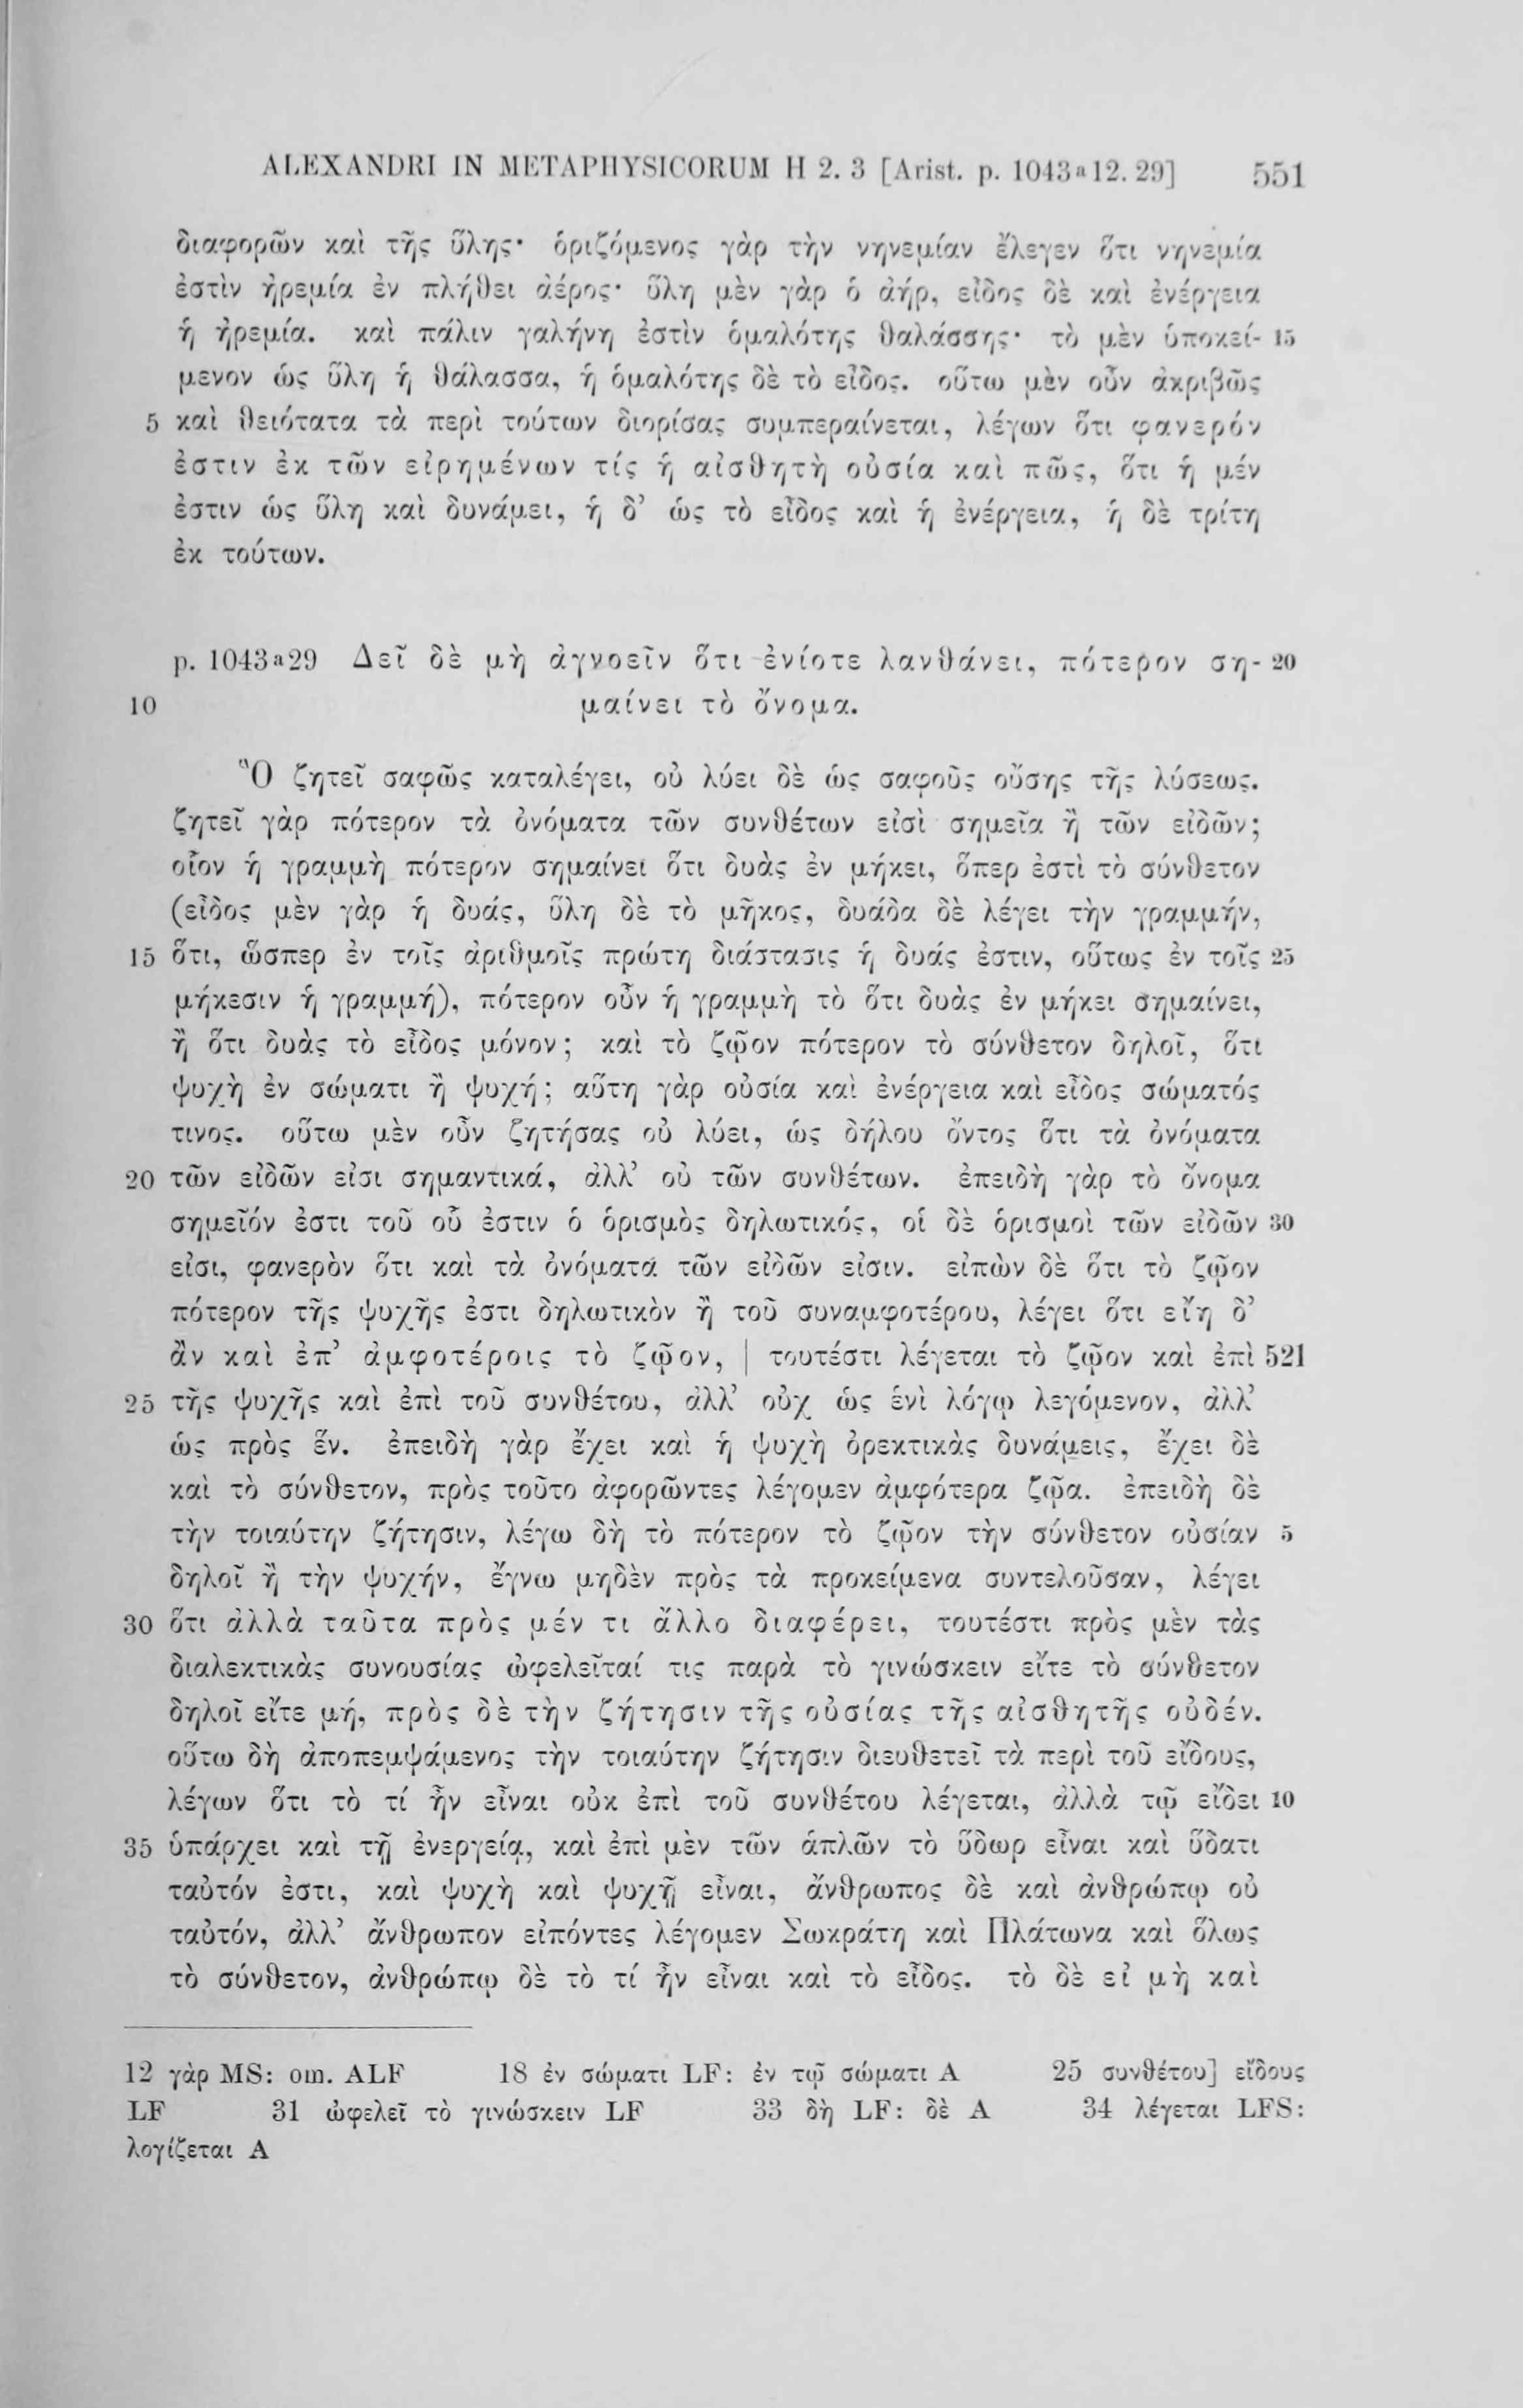 ALEXANDRI IN METAPHYSICORUM H 2. 3 [Arist. p. 1043a12. 29] 551
διαφορῶν καὶ τῆς ὕλης· ὁριζόμενος γὰρ τὴν νηνεμίαν ἔλεγεν ὅτι νηνεμία
ἐστὶν ἠρεμία ἐν πλήθει ἀέρος· ὕλη μὲν γὰρ ὁ ἀήρ, εἶδος δὲ καὶ ἐνέργεια
ἡ ἠρεμία. καὶ πάλιν γαλήνη ἐστὶν ὁμαλότης θαλάσσης· τὸ μὲν ὑποκεί- 15
μενον ὡς ὕλη ἡ θάλασσα, ἡ ὁμαλότης δὲ τὸ εἶδος. οὕτω μὲν οὖν ἀκριβῶς
5 καὶ θειότατα τὰ περὶ τούτων διορίσας συμπεραίνεται, λέγων ὅτι φανερόν
ἐστιν ἐκ τῶν εἰρημένων τίς ἡ αἰσθητὴ οὐσία καὶ πῶς, ὅτι ἡ μέν
ἐστιν ὡς ὕλη καὶ δυνάμει, ἡ δ’ ὡς τὸ εἶδος καὶ ἡ ἐνέργεια, ἡ δὲ τρίτη
ἐκ τούτων.
p. 1043a29 Δεῖ δὲ μὴ ἀγνοεῖν ὅτι ἐνίοτε λανθάνει, πότερον ση- 20
10 μαίνει τὸ ὄνομα.
Ὃ ζητεῖ σαφῶς καταλέγει, οὐ λύει δὲ ὡς σαφοῦς οὔσης τῆς λύσεως.
ζητεῖ γὰρ πότερον τὰ ὀνόματα τῶν συνθέτων εἰσὶ σημεῖα ἢ τῶν εἰδῶν;
οἷον ἡ γραμμὴ πότερον σημαίνει ὅτι δυὰς ἐν μήκει, ὅπερ ἐστὶ τὸ σύνθετον
(εἶδος μὲν γὰρ ἡ δυάς, ὕλη δὲ τὸ μῆκος, δυάδα δὲ λέγει τὴν γραμμήν,
15 ὅτι, ὥσπερ ἐν τοῖς ἀριθμοῖς πρώτη διάστασις ἡ δυάς ἐστιν, οὕτως ἐν τοῖς 25
μήκεσιν ἡ γραμμή), πότερον οὖν ἡ γραμμὴ τὸ ὅτι δυὰς ἐν μήκει σημαίνει,
ἢ ὅτι δυὰς τὸ εἶδος μόνον; καὶ τὸ ζῷον πότερον τὸ σύνθετον δηλοῖ, ὅτι
ψυχὴ ἐν σώματι ἢ ψυχή; αὕτη γὰρ οὐσία καὶ ἐνέργεια καὶ εἶδος σώματός
τινος. οὕτω μὲν οὖν ζητήσας οὐ λύει, ὡς δήλου ὄντος ὅτι τὰ ὀνόματα
20 τῶν εἰδῶν εἰσι σημαντικά, ἀλλ’ οὐ τῶν συνθέτων. ἐπειδὴ γὰρ τὸ ὄνομα
σημεῖόν ἐστι τοῦ οὗ ἐστιν ὁ ὁρισμὸς δηλωτικός, οἱ δὲ ὁρισμοὶ τῶν εἰδῶν 30
εἰσι, φανερὸν ὅτι καὶ τὰ ὀνόματα τῶν εἰδῶν εἰσιν. εἰπὼν δὲ ὅτι τὸ ζῷον
πότερον τῆς ψυχῆς ἐστι δηλωτικὸν ἢ τοῦ συναμφοτέρου, λέγει ὅτι εἴη δ’
ἂν καὶ ἐπ’ ἀμφοτέροις τὸ ζῷον, | τουτέστι λέγεται τὸ ζῷον καὶ ἐπὶ 521
25 τῆς ψυχῆς καὶ ἐπὶ τοῦ συνθέτου, ἀλλ’ οὐχ ὡς ἑνὶ λόγῳ λεγόμενον, ἀλλ’
ὡς πρὸς ἕν. ἐπειδὴ γὰρ ἔχει καὶ ἡ ψυχὴ ὀρεκτικὰς δυνάμεις, ἔχει δὲ
καὶ τὸ σύνθετον, πρὸς τοῦτο ἀφορῶντες λέγομεν ἀμφότερα ζῷα. ἐπειδὴ δὲ
τὴν τοιαύτην ζήτησιν, λέγω δὴ τὸ πότερον τὸ ζῷον τὴν σύνθετον οὐσίαν 5
δηλοῖ ἢ τὴν ψυχήν, ἔγνω μηδὲν πρὸς τὰ προκείμενα συντελοῦσαν, λέγει
30 ὅτι ἀλλὰ ταῦτα πρὸς μέν τι ἄλλο διαφέρει, τουτέστι πρὸς μὲν τὰς
διαλεκτικὰς συνουσίας ὠφελεῖταί τις παρὰ τὸ γινώσκειν εἴτε τὸ σύνθετον
δηλοῖ εἴτε μή, πρὸς δὲ τὴν ζήτησιν τῆς οὐσίας τῆς αἰσθητῆς οὐδέν.
οὕτω δὴ ἀποπεμψάμενος τὴν τοιαύτην ζήτησιν διευθετεῖ τὰ περὶ τοῦ εἴδους,
λέγων ὅτι τὸ τί ἦν εἶναι οὐκ ἐπὶ τοῦ συνθέτου λέγεται, ἀλλὰ τῷ εἴδει 10
35 ὑπάρχει καὶ τῇ ἐνεργείᾳ, καὶ ἐπὶ μὲν τῶν ἁπλῶν τὸ ὕδωρ εἶναι καὶ ὕδατι
ταὐτόν ἐστι, καὶ ψυχὴ καὶ ψυχῇ εἶναι, ἄνθρωπος δὲ καὶ ἀνθρώπῳ οὐ
ταὐτόν, ἀλλ’ ἄνθρωπον εἰπόντες λέγομεν Σωκράτη καὶ Πλάτωνα καὶ ὅλως
τὸ σύνθετον, ἀνθρώπῳ δὲ τὸ τί ἦν εἶναι καὶ τὸ εἶδος. τὸ δὲ εἰ μὴ καὶ
12 γὰρ MS: om. ALF 18 ἐν σώματι LF: ἐν τῷ σώματι A 25 συνθέτου] εἴδους
LF 31 ὠφελεῖ τὸ γινώσκειν LF 33 δὴ LF: δὲ A 34 λέγεται LFS:
λογίζεται A